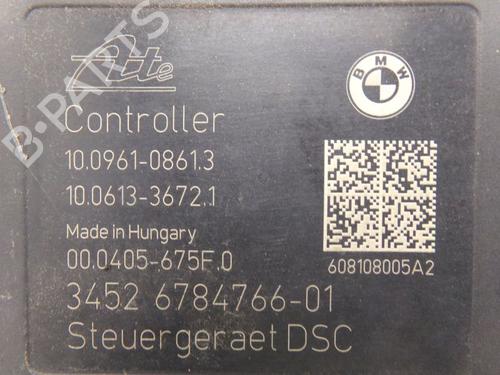 Ate
BMW
Controller
10.0961-0861.3
10.0613-3672.1
Made in Hungary
00.0405-675F.0
608108005A2
3452 6784766-01
Steuergeraet DSC
B-PARTS